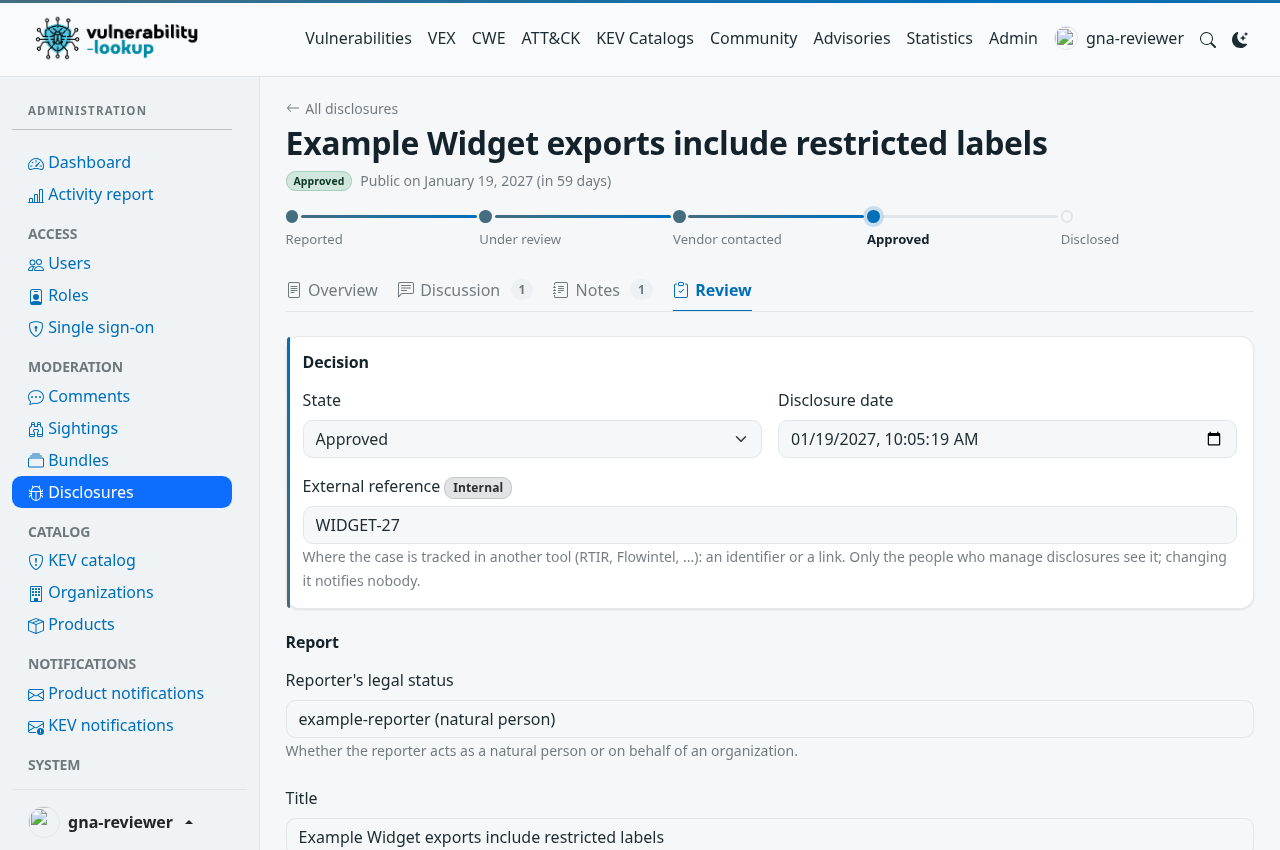 vulnerability
-lookup
Vulnerabilities VEX CWE ATT&CK KEV Catalogs Community Advisories Statistics Admin gna-reviewer
ADMINISTRATION
Dashboard
Activity report
ACCESS
Users
Roles
Single sign-on
MODERATION
Comments
Sightings
Bundles
Disclosures
CATALOG
KEV catalog
Organizations
Products
NOTIFICATIONS
Product notifications
KEV notifications
SYSTEM
gna-reviewer
← All disclosures
Example Widget exports include restricted labels
Approved Public on January 19, 2027 (in 59 days)
Reported Under review Vendor contacted Approved Disclosed
Overview Discussion 1 Notes 1 Review
Decision
State Disclosure date
Approved 01/19/2027, 10:05:19 AM
External reference Internal
WIDGET-27
Where the case is tracked in another tool (RTIR, Flowintel, ...): an identifier or a link. Only the people who manage disclosures see it; changing
it notifies nobody.
Report
Reporter's legal status
example-reporter (natural person)
Whether the reporter acts as a natural person or on behalf of an organization.
Title
Example Widget exports include restricted labels